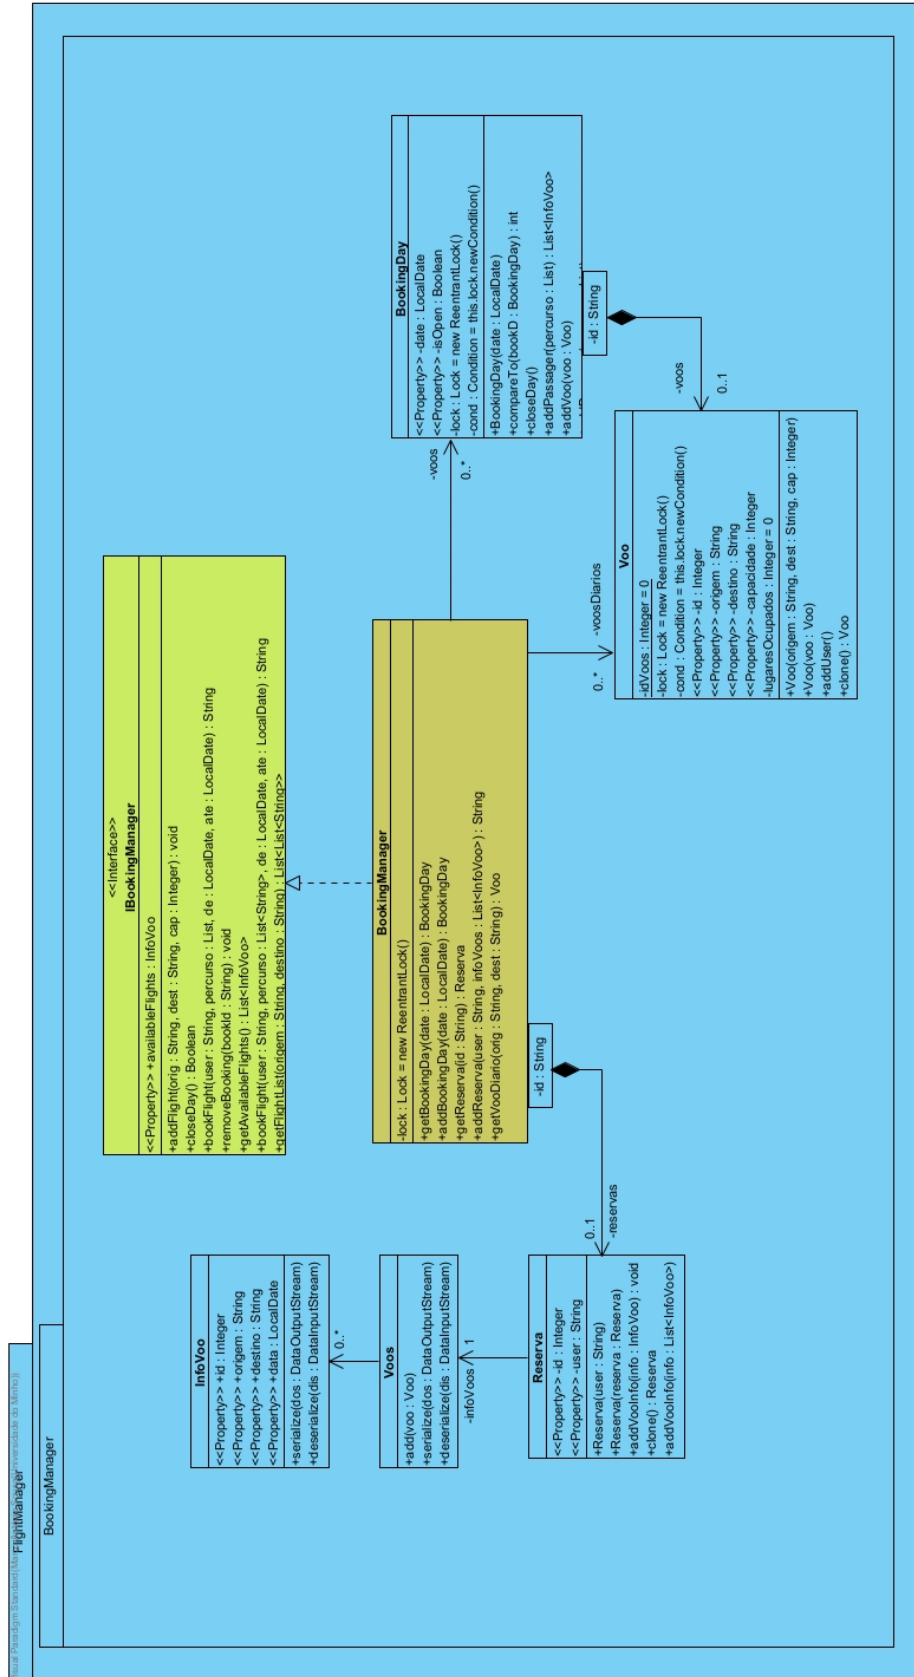 FlightManager
BookingManager
<<Interface>>
IBookingManager
<<Property>> +availableFlights : InfoVoo
+addFlight(orig : String, dest : String, cap : Integer) : void
+closeDay() : Boolean
+bookFlight(user : String, percurso : List, de : LocalDate, ate : LocalDate) : String
+removeBooking(bookId : String) : void
+getAvailableFlights() : List<InfoVoo>
+bookFlight(user : String, percurso : List<String>, de : LocalDate, ate : LocalDate) : String
+getFlightList(origem : String, destino : String) : List<List<String>>
InfoVoo
<<Property>> +id : Integer
<<Property>> +origem : String
<<Property>> +destino : String
<<Property>> +data : LocalDate
+serialize(dos : DataOutputStream)
+deserialize(dis : DataInputStream)
0..*
Voos
+add(voo : Voo)
+serialize(dos : DataOutputStream)
+deserialize(dis : DataInputStream)
1
-infoVoos
Reserva
<<Property>> -id : Integer
<<Property>> -user : String
+Reserva(user : String)
+Reserva(reserva : Reserva)
+addVooInfo(info : InfoVoo) : void
+clone() : Reserva
+addVooInfo(info : List<InfoVoo>)
0..1
-reservas
-id : String
BookingManager
-lock : Lock = new ReentrantLock()
+getBookingDay(date : LocalDate) : BookingDay
+addBookingDay(date : LocalDate) : BookingDay
+getReserva(id : String) : Reserva
+addReserva(user : String, infoVoos : List<InfoVoo>) : String
+getVooDiario(orig : String, dest : String) : Voo
-voos
0..*
BookingDay
<<Property>> -date : LocalDate
<<Property>> -isOpen : Boolean
-lock : Lock = new ReentrantLock()
-cond : Condition = this.lock.newCondition()
+BookingDay(date : LocalDate)
+compareTo(bookD : BookingDay) : int
+closeDay()
+addPassager(percurso : List) : List<InfoVoo>
+addVoo(voo : Voo)
-id : String
-voos
0..1
0..*
-voosDiarios
Voo
-idVoos : Integer = 0
-lock : Lock = new ReentrantLock()
-cond : Condition = this.lock.newCondition()
<<Property>> -id : Integer
<<Property>> -origem : String
<<Property>> -destino : String
<<Property>> -capacidade : Integer
-lugaresOcupados : Integer = 0
+Voo(origem : String, dest : String, cap : Integer)
+Voo(voo : Voo)
+addUser()
+clone() : Voo